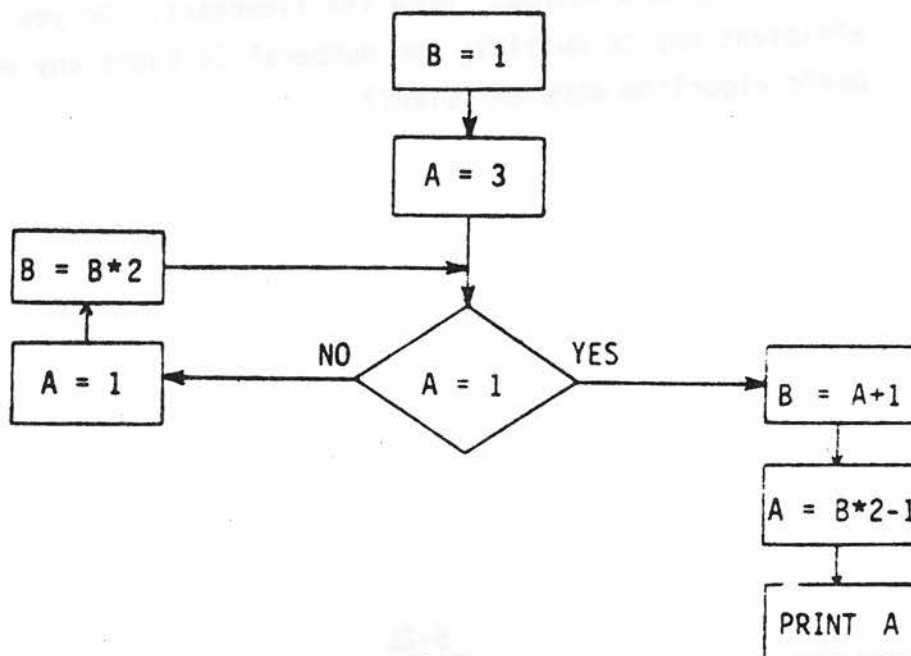 B = 1
A = 3
B = B*2
A = 1
NO
A = 1
YES
B = A+1
A = B*2-1
PRINT A